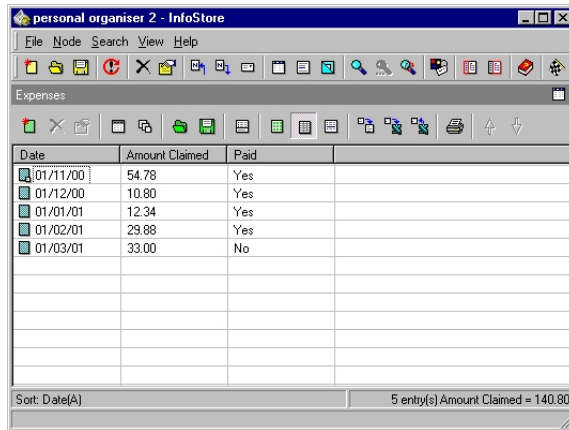 personal organiser 2 - InfoStore
File Node Search View Help
Expenses
Date Amount Claimed Paid
01/11/00 54.78 Yes
01/12/00 10.80 Yes
01/01/01 12.34 Yes
01/02/01 29.88 Yes
01/03/01 33.00 No
Sort: Date(A) 5 entry(s) Amount Claimed = 140.80